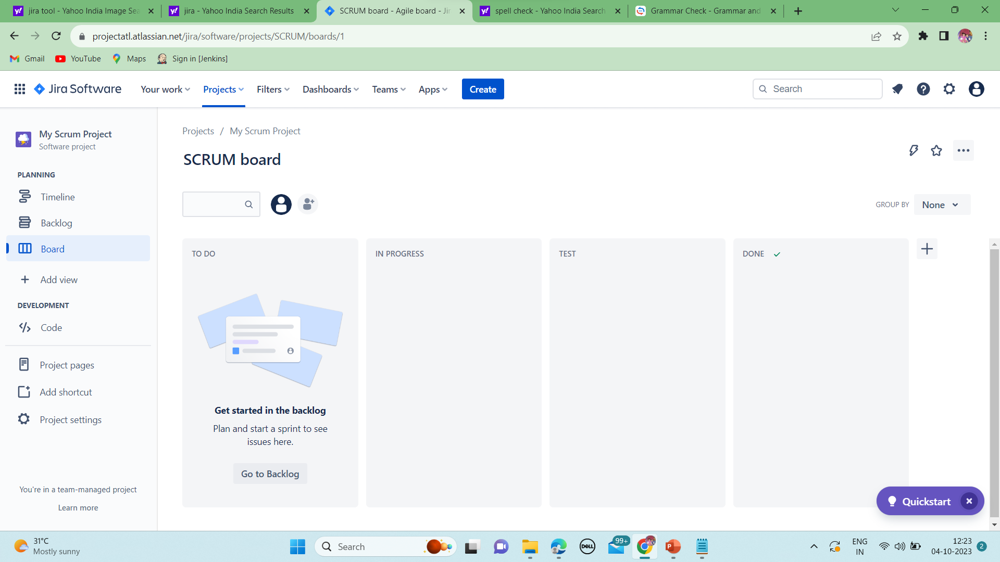 jira tool - Yahoo India Image Sea
jira - Yahoo India Search Results
SCRUM board - Agile board - Jir
spell check - Yahoo India Search
Grammar Check - Grammar and
projectatl.atlassian.net/jira/software/projects/SCRUM/boards/1
Gmail
YouTube
Maps
Sign in [Jenkins]
Jira Software
Your work
Projects
Filters
Dashboards
Teams
Apps
Create
Search
My Scrum Project
Software project
PLANNING
Timeline
Backlog
Board
Add view
DEVELOPMENT
Code
Project pages
Add shortcut
Project settings
You're in a team-managed project
Learn more
Projects / My Scrum Project
SCRUM board
GROUP BY
None
TO DO
IN PROGRESS
TEST
DONE
Get started in the backlog
Plan and start a sprint to see
issues here.
Go to Backlog
Quickstart
31°C
Mostly sunny
Search
DELL
99+
ENG
IN
12:23
04-10-2023
2